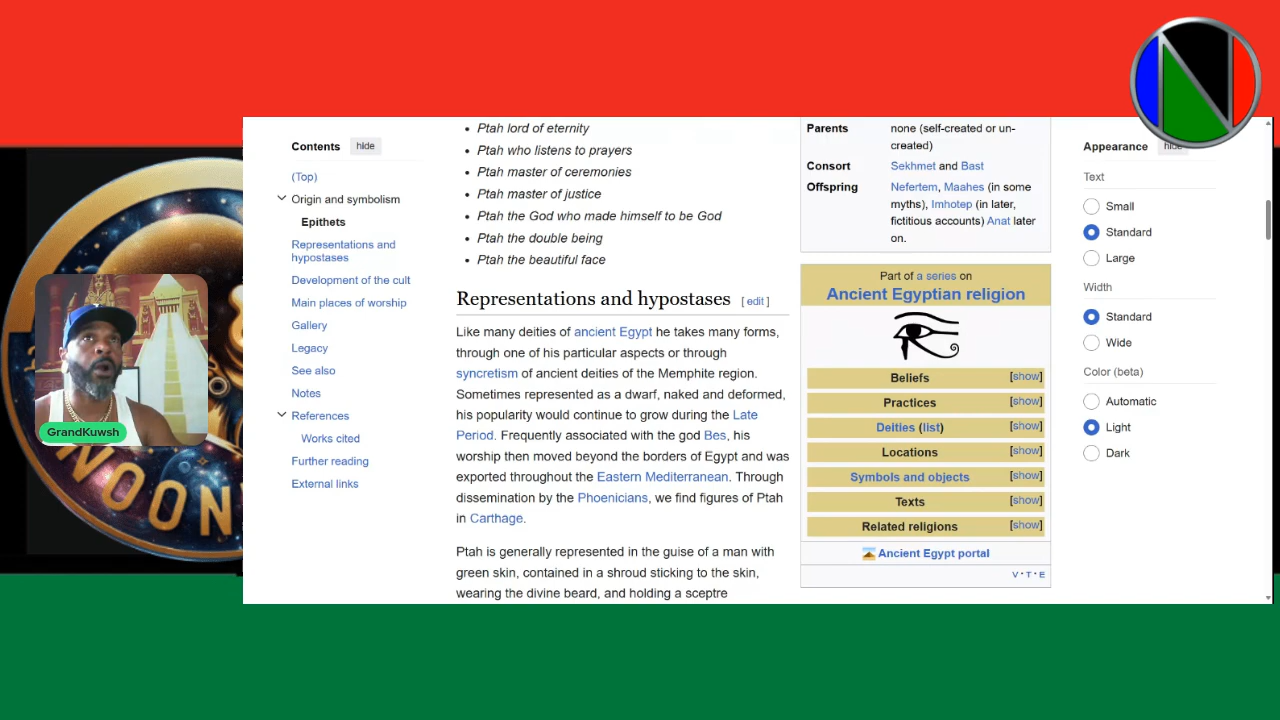 Contents hide
(Top)
Origin and symbolism
Epithets
Representations and
hypostases
Development of the cult
Main places of worship
Gallery
Legacy
See also
Notes
References
Works cited
Further reading
External links
Ptah lord of eternity
Ptah who listens to prayers
Ptah master of ceremonies
Ptah master of justice
Ptah the God who made himself to be God
Ptah the double being
Ptah the beautiful face
Representations and hypostases [ edit ]
Like many deities of ancient Egypt he takes many forms,
through one of his particular aspects or through
syncretism of ancient deities of the Memphite region.
Sometimes represented as a dwarf, naked and deformed,
his popularity would continue to grow during the Late
Period. Frequently associated with the god Bes, his
worship then moved beyond the borders of Egypt and was
exported throughout the Eastern Mediterranean. Through
dissemination by the Phoenicians, we find figures of Ptah
in Carthage.
Ptah is generally represented in the guise of a man with
green skin, contained in a shroud sticking to the skin,
wearing the divine beard, and holding a sceptre
Parents none (self-created or un-
created)
Consort Sekhmet and Bast
Offspring Nefertem, Maahes (in some
myths), Imhotep (in later,
fictitious accounts) Anat later
on.
Part of a series on
Ancient Egyptian religion
Beliefs [show]
Practices [show]
Deities (list) [show]
Locations [show]
Symbols and objects [show]
Texts [show]
Related religions [show]
Ancient Egypt portal
V·T·E
Appearance hide
Text
Small
Standard
Large
Width
Standard
Wide
Color (beta)
Automatic
Light
Dark
GrandKuwsh
NOON
N